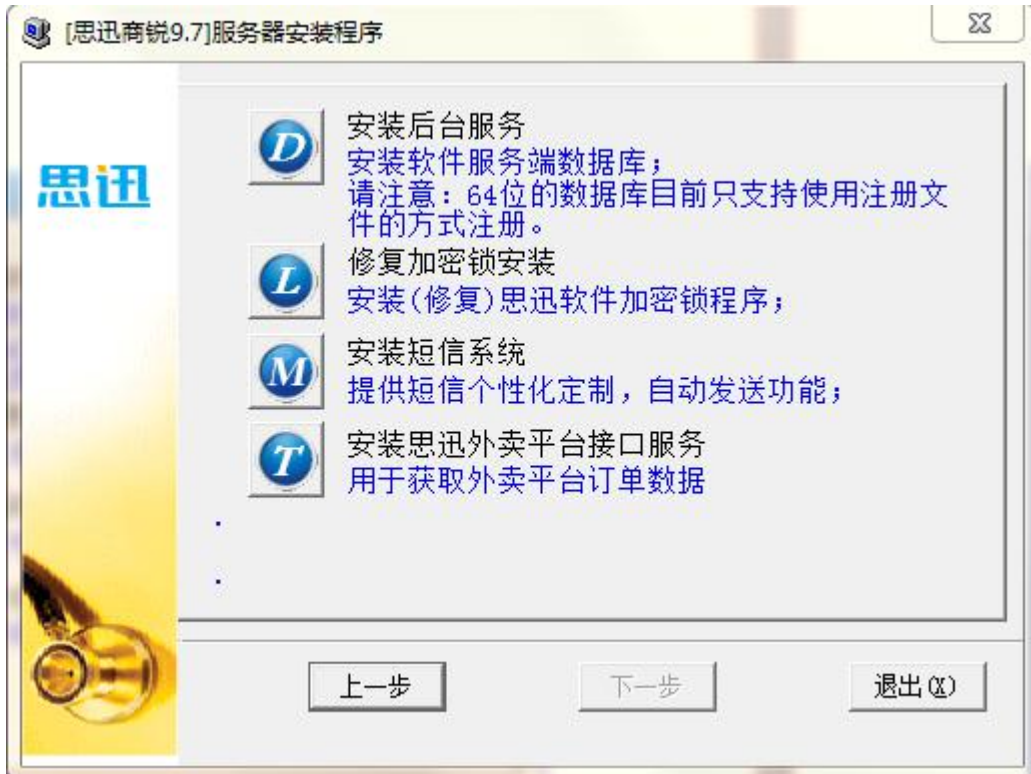 [思迅商锐9.7]服务器安装程序
思迅
D
安装后台服务
安装软件服务端数据库；
请注意：64位的数据库目前只支持使用注册文
件的方式注册。
L
修复加密锁安装
安装(修复)思迅软件加密锁程序；
M
安装短信系统
提供短信个性化定制，自动发送功能；
T
安装思迅外卖平台接口服务
用于获取外卖平台订单数据
.
.
上一步
下一步
退出(X)